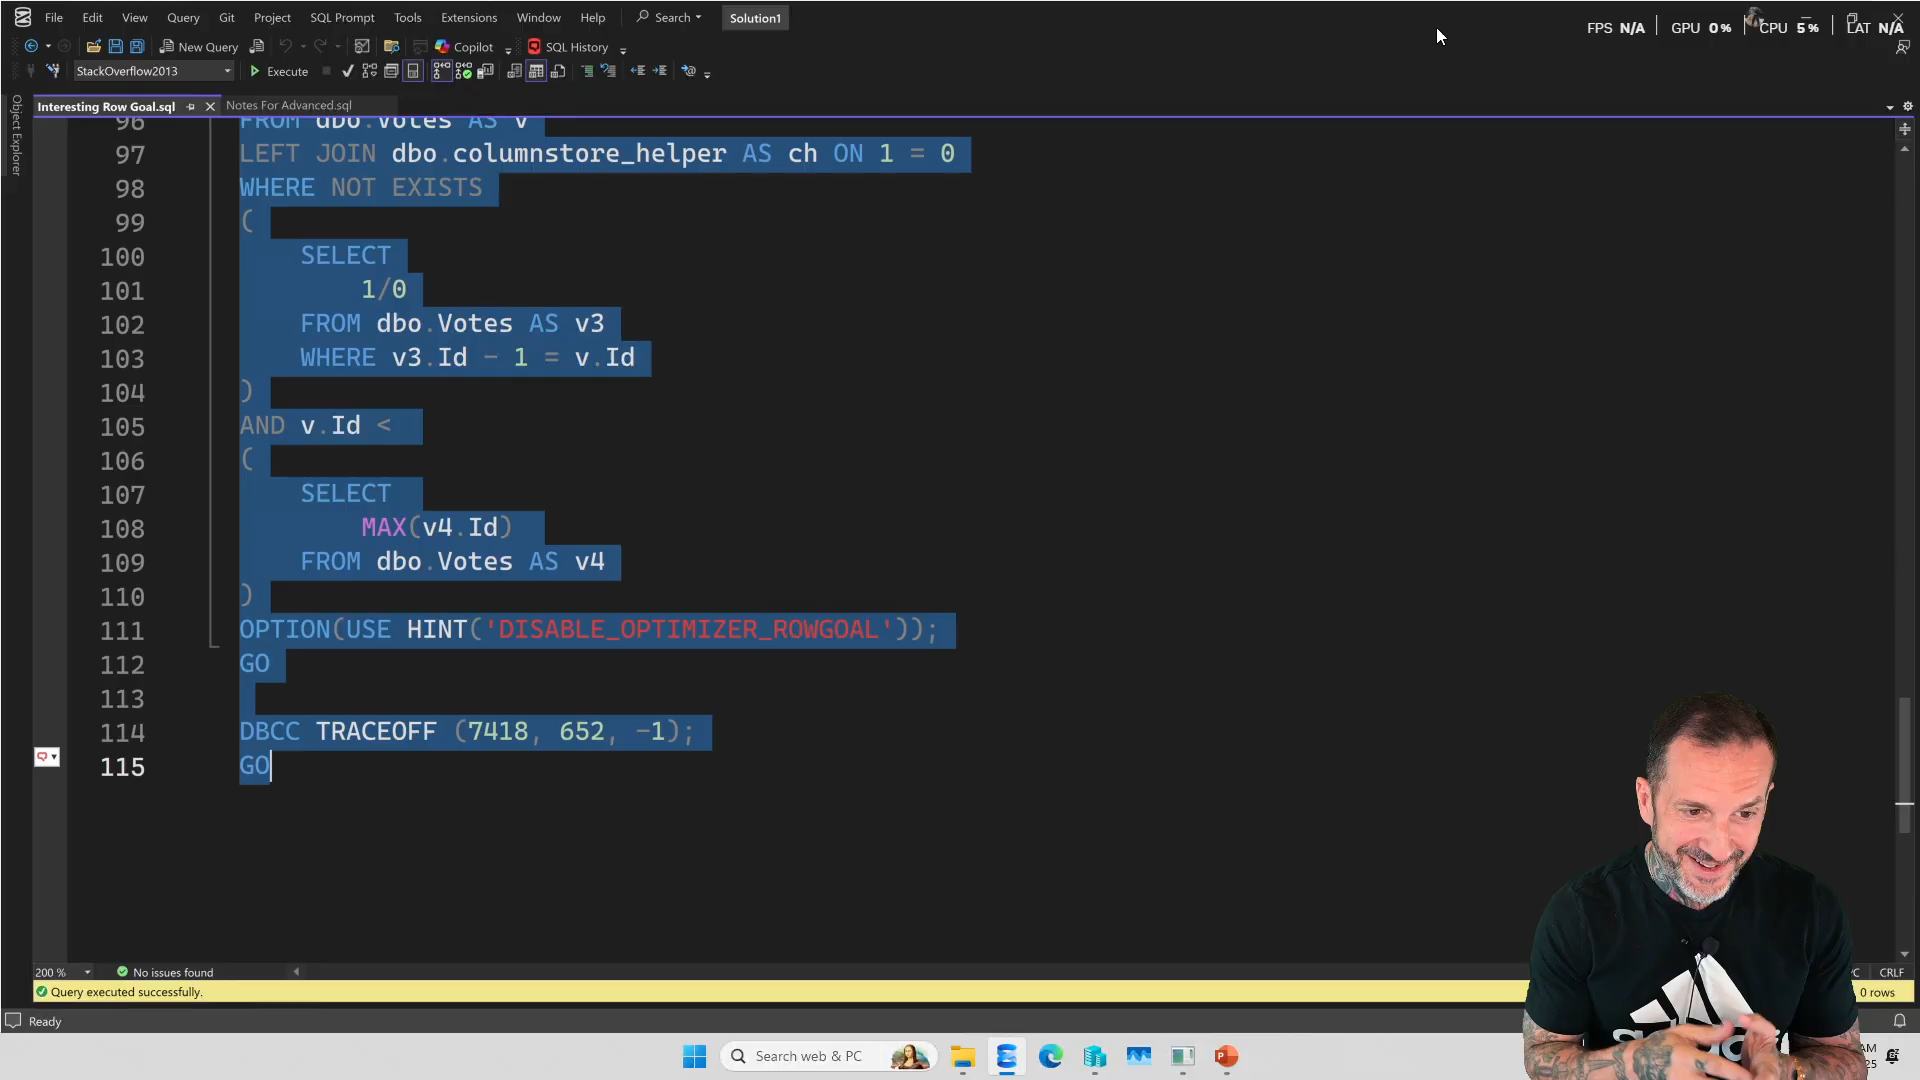 File Edit View Query Git Project SQL Prompt Tools Extensions Window Help Search Solution1
FPS N/A GPU 0% CPU 5% LAT N/A
New Query Copilot SQL History
StackOverflow2013 Execute
Object Explorer
Interesting Row Goal.sql Notes For Advanced.sql
96 FROM dbo.Votes AS v
97 LEFT JOIN dbo.columnstore_helper AS ch ON 1 = 0
98 WHERE NOT EXISTS
99 (
100 SELECT
101 1/0
102 FROM dbo.Votes AS v3
103 WHERE v3.Id - 1 = v.Id
104 )
105 AND v.Id <
106 (
107 SELECT
108 MAX(v4.Id)
109 FROM dbo.Votes AS v4
110 )
111 OPTION(USE HINT('DISABLE_OPTIMIZER_ROWGOAL'));
112 GO
113
114 DBCC TRACEOFF (7418, 652, -1);
115 GO
200 % No issues found CRLF
Query executed successfully. 0 rows
Ready
Search web & PC